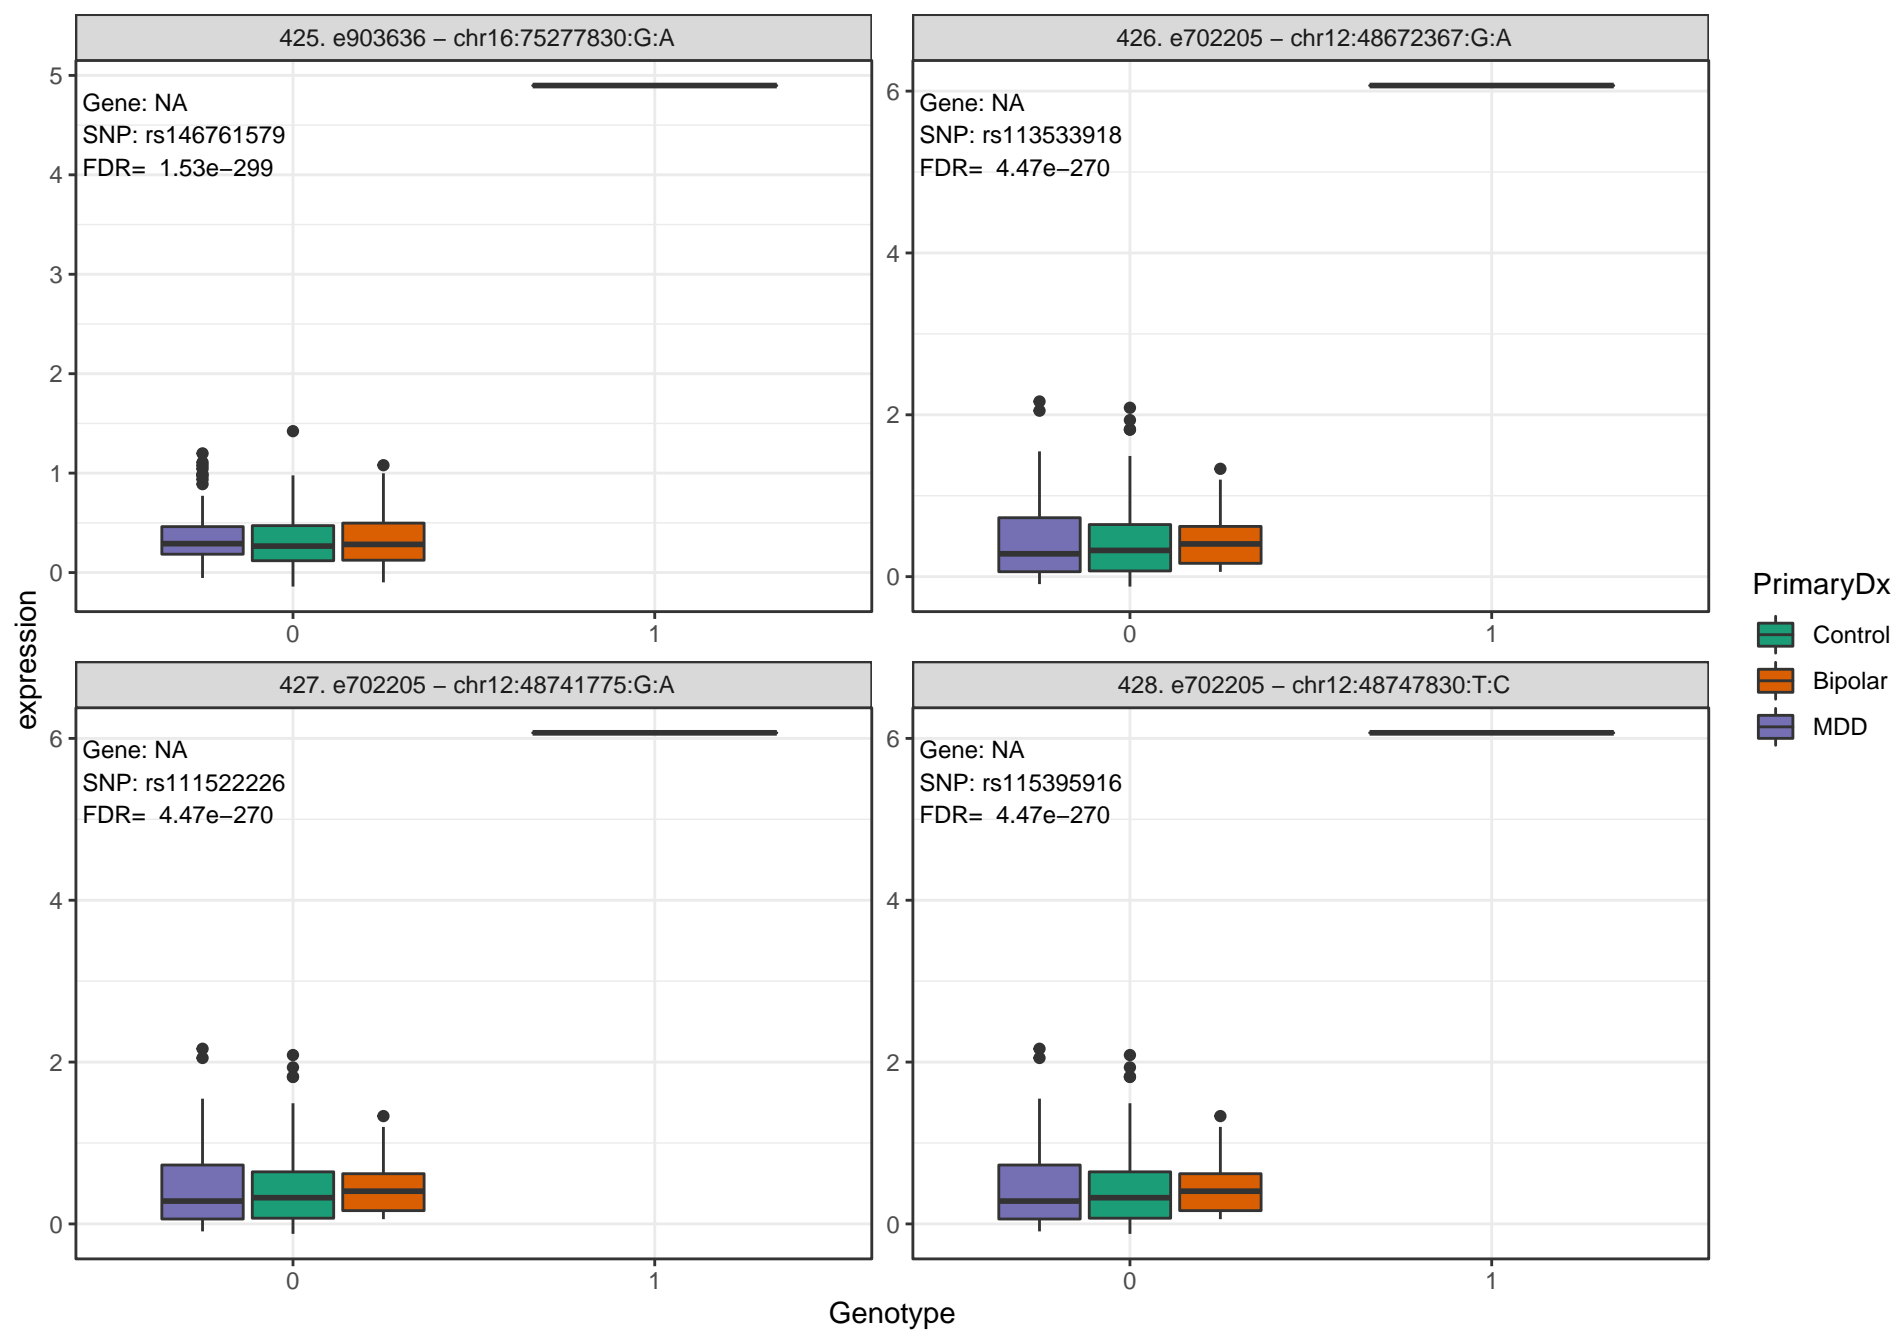 425. e903636 − chr16:75277830:G:A
5
4
3
2
1
0
Gene: NA
SNP: rs146761579
FDR=  1.53e−299
0
1
426. e702205 − chr12:48672367:G:A
6
4
2
0
Gene: NA
SNP: rs113533918
FDR=  4.47e−270
0
1
427. e702205 − chr12:48741775:G:A
6
4
2
0
Gene: NA
SNP: rs111522226
FDR=  4.47e−270
0
1
428. e702205 − chr12:48747830:T:C
6
4
2
0
Gene: NA
SNP: rs115395916
FDR=  4.47e−270
0
1
expression
Genotype
PrimaryDx
Control
Bipolar
MDD